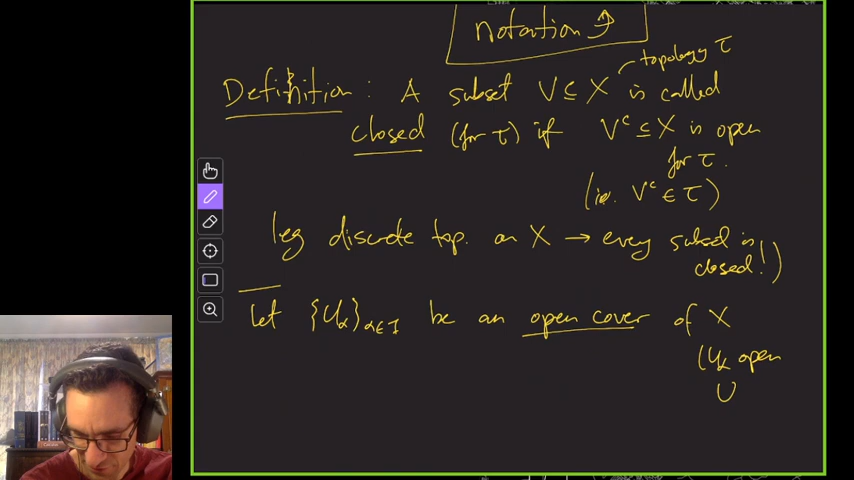 notation
topology τ
Definition : A subset V ⊆ X is called
closed (for τ) if V^c ⊆ X is open
for τ.
(ie. V^c ∈ τ)
(eg discrete top. on X → every subset is
closed!)
Let {U_α}_{α∈I} be an open cover of X
(U_α open
∪